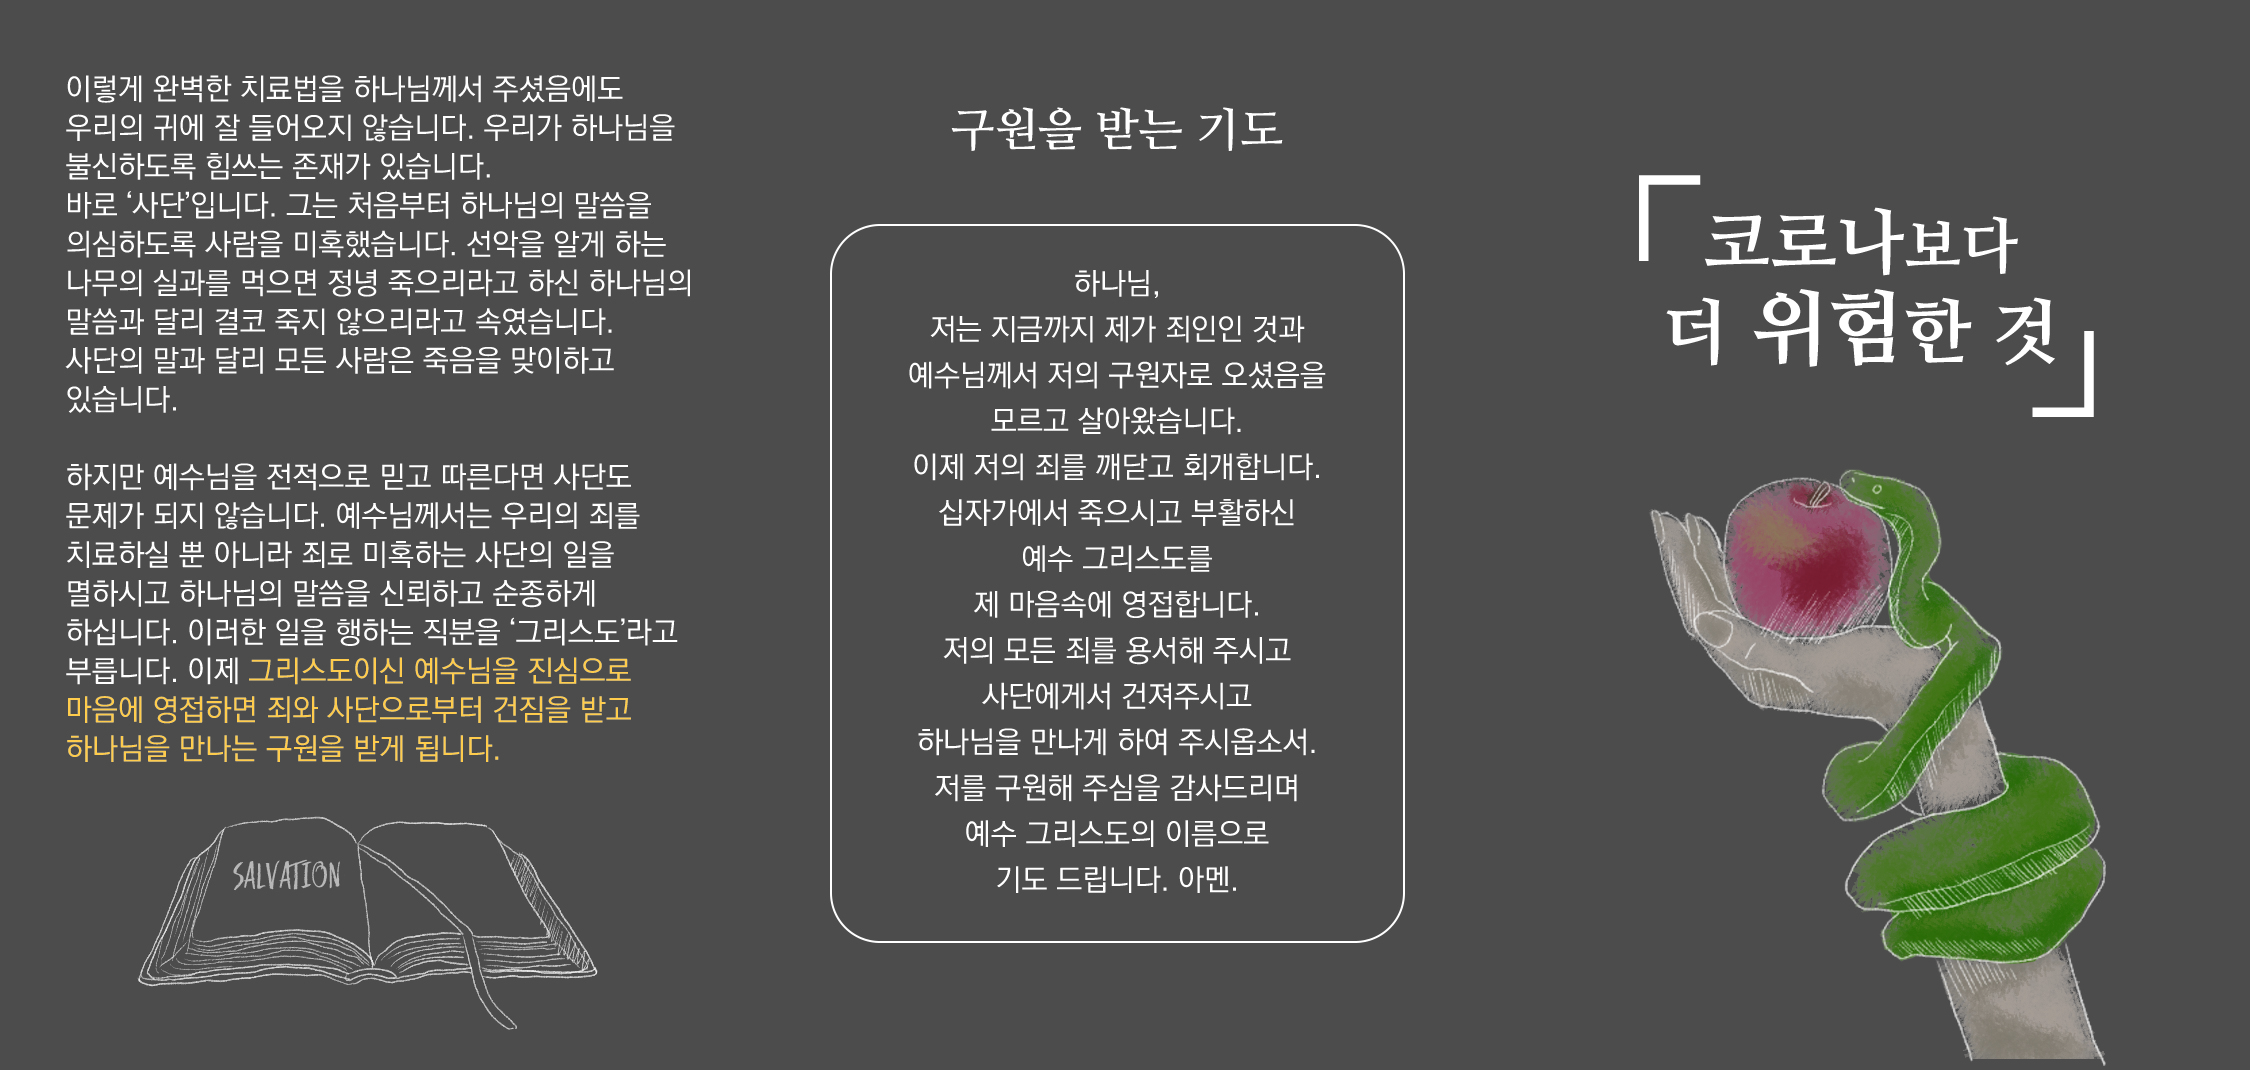 이렇게 완벽한 치료법을 하나님께서 주셨음에도
우리의 귀에 잘 들어오지 않습니다. 우리가 하나님을
불신하도록 힘쓰는 존재가 있습니다.
바로 ‘사단’입니다. 그는 처음부터 하나님의 말씀을
의심하도록 사람을 미혹했습니다. 선악을 알게 하는
나무의 실과를 먹으면 정녕 죽으리라고 하신 하나님의
말씀과 달리 결코 죽지 않으리라고 속였습니다.
사단의 말과 달리 모든 사람은 죽음을 맞이하고
있습니다.
하지만 예수님을 전적으로 믿고 따른다면 사단도
문제가 되지 않습니다. 예수님께서는 우리의 죄를
치료하실 뿐 아니라 죄로 미혹하는 사단의 일을
멸하시고 하나님의 말씀을 신뢰하고 순종하게
하십니다. 이러한 일을 행하는 직분을 ‘그리스도’라고
부릅니다. 이제 그리스도이신 예수님을 진심으로
마음에 영접하면 죄와 사단으로부터 건짐을 받고
하나님을 만나는 구원을 받게 됩니다.
SALVATION
구원을 받는 기도
하나님,
저는 지금까지 제가 죄인인 것과
예수님께서 저의 구원자로 오셨음을
모르고 살아왔습니다.
이제 저의 죄를 깨닫고 회개합니다.
십자가에서 죽으시고 부활하신
예수 그리스도를
제 마음속에 영접합니다.
저의 모든 죄를 용서해 주시고
사단에게서 건져주시고
하나님을 만나게 하여 주시옵소서.
저를 구원해 주심을 감사드리며
예수 그리스도의 이름으로
기도 드립니다. 아멘.
「코로나보다
더 위험한 것」